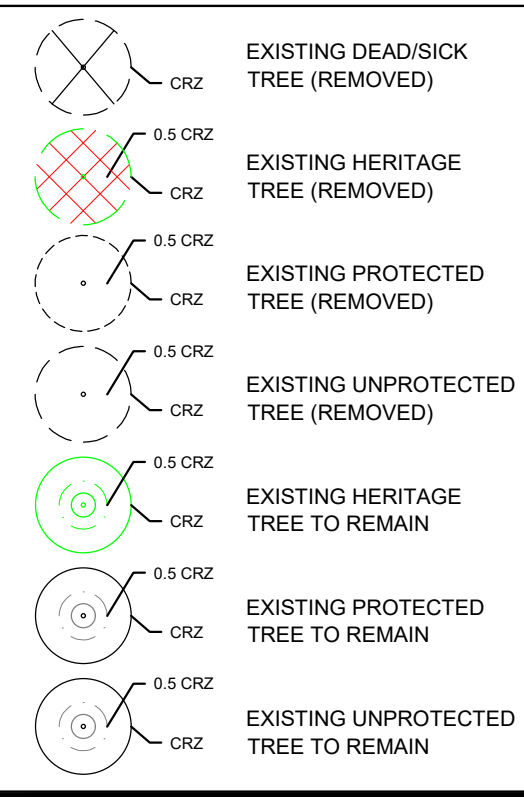 EXISTING DEAD/SICK
TREE (REMOVED)
CRZ
0.5 CRZ
EXISTING HERITAGE
TREE (REMOVED)
CRZ
0.5 CRZ
EXISTING PROTECTED
TREE (REMOVED)
CRZ
0.5 CRZ
EXISTING UNPROTECTED
TREE (REMOVED)
CRZ
0.5 CRZ
EXISTING HERITAGE
TREE TO REMAIN
CRZ
0.5 CRZ
EXISTING PROTECTED
TREE TO REMAIN
CRZ
0.5 CRZ
EXISTING UNPROTECTED
TREE TO REMAIN
CRZ